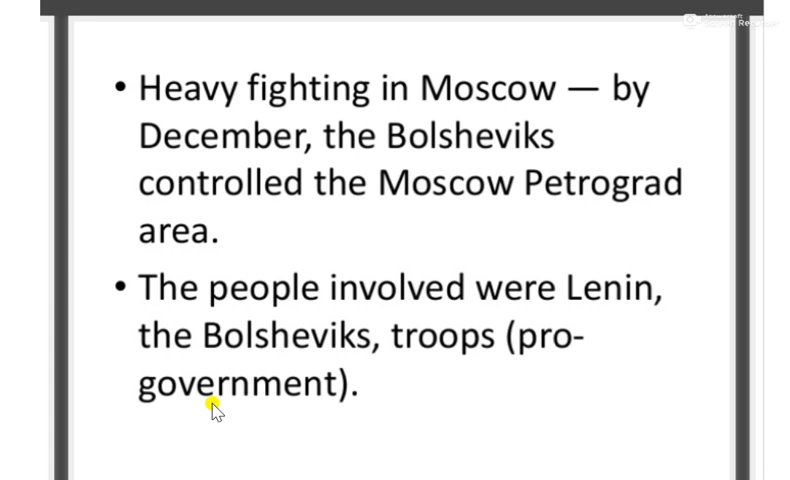 • Heavy fighting in Moscow — by
December, the Bolsheviks
controlled the Moscow Petrograd
area.
• The people involved were Lenin,
the Bolsheviks, troops (pro-
government).